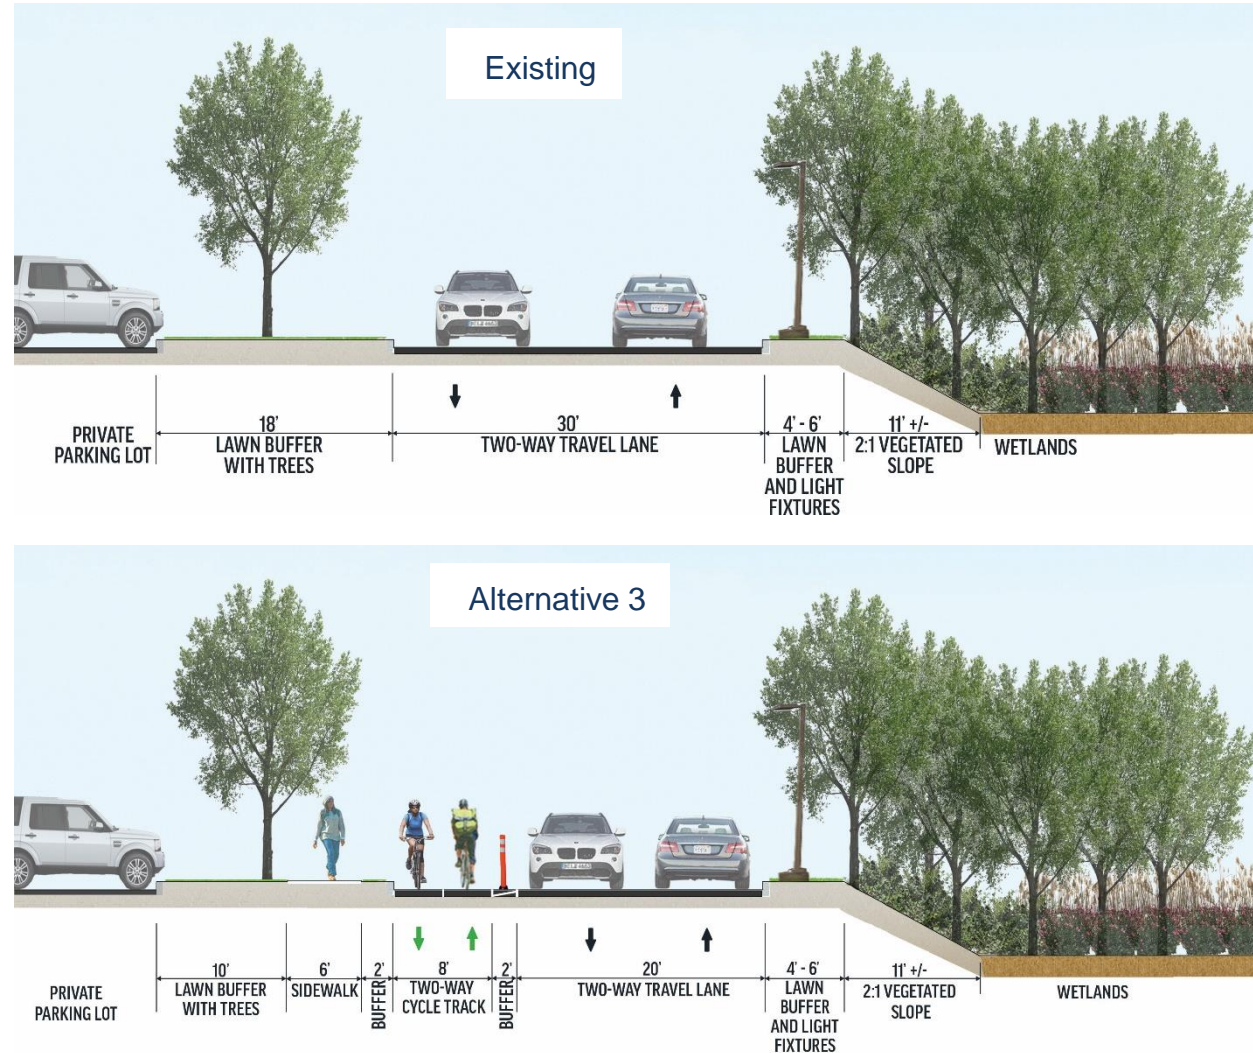 Existing
18'
30'
4' - 6'
11' +/-
PRIVATE
PARKING LOT
LAWN BUFFER
WITH TREES
TWO-WAY TRAVEL LANE
LAWN
BUFFER
AND LIGHT
FIXTURES
2:1 VEGETATED
SLOPE
WETLANDS
Alternative 3
10'
6'
2'
8'
2'
20'
4' - 6'
11' +/-
PRIVATE
PARKING LOT
LAWN BUFFER
WITH TREES
SIDEWALK
BUFFER
TWO-WAY
CYCLE TRACK
BUFFER
TWO-WAY TRAVEL LANE
LAWN
BUFFER
AND LIGHT
FIXTURES
2:1 VEGETATED
SLOPE
WETLANDS